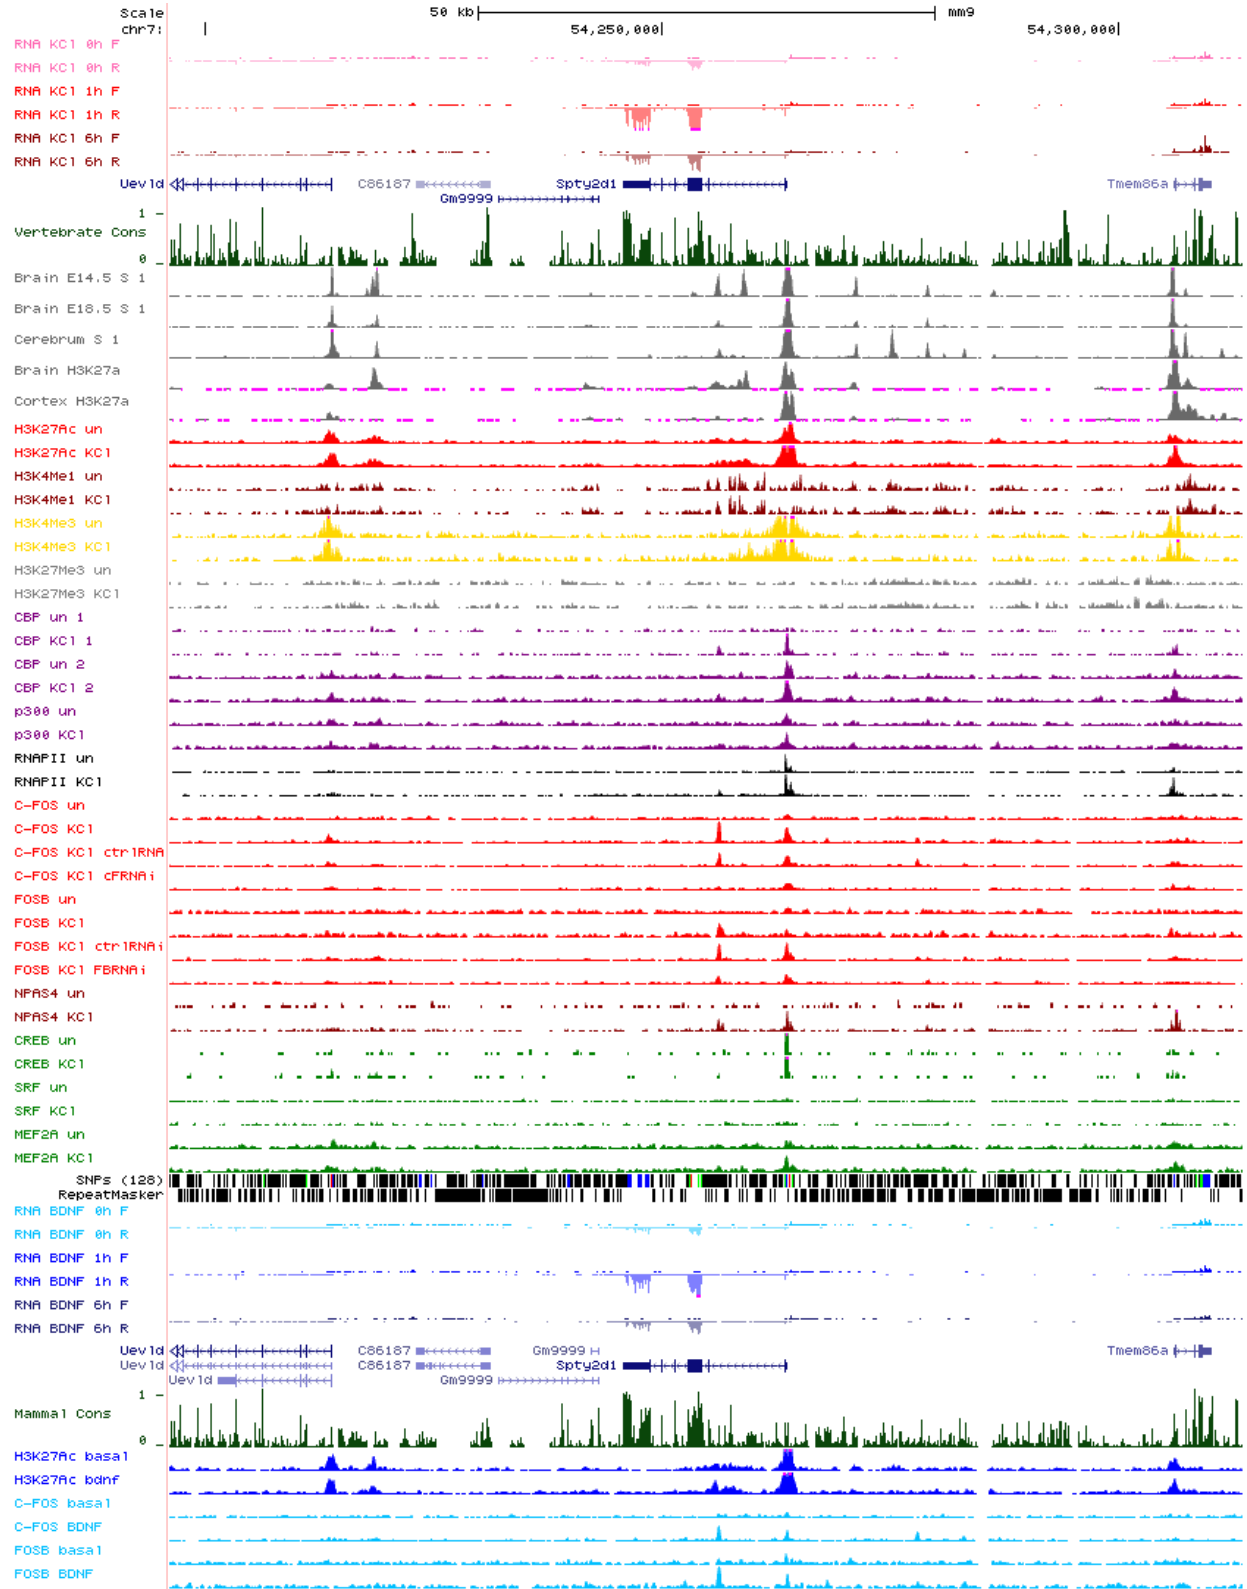 Scale 50 kb mm9
chr7: 54,250,000 54,300,000
RNA KCl 0h F
RNA KCl 0h R
RNA KCl 1h F
RNA KCl 1h R
RNA KCl 6h F
RNA KCl 6h R
Uevld C86187 Spty2d1 Tmem86a
Gm9999
1
Vertebrate Cons
0
Brain E14.5 S 1
Brain E18.5 S 1
Cerebrum S 1
Brain H3K27a
Cortex H3K27a
H3K27Ac un
H3K27Ac KCl
H3K4Me1 un
H3K4Me1 KCl
H3K4Me3 un
H3K4Me3 KCl
H3K27Me3 un
H3K27Me3 KCl
CBP un 1
CBP KCl 1
CBP un 2
CBP KCl 2
p300 un
p300 KCl
RNAPII un
RNAPII KCl
C-FOS un
C-FOS KCl
C-FOS KCl ctrlRNA
C-FOS KCl cFRNAi
FOSB un
FOSB KCl
FOSB KCl ctrlRNAi
FOSB KCl FBRNAi
NPAS4 un
NPAS4 KCl
CREB un
CREB KCl
SRF un
SRF KCl
MEF2A un
MEF2A KCl
SNPs (128)
RepeatMasker
RNA BDNF 0h F
RNA BDNF 0h R
RNA BDNF 1h F
RNA BDNF 1h R
RNA BDNF 6h F
RNA BDNF 6h R
Uevld C86187 Gm9999 Tmem86a
Uevld C86187 Spty2d1
Uevld Gm9999
1
Mammal Cons
0
H3K27Ac basal
H3K27Ac bdnf
C-FOS basal
C-FOS BDNF
FOSB basal
FOSB BDNF